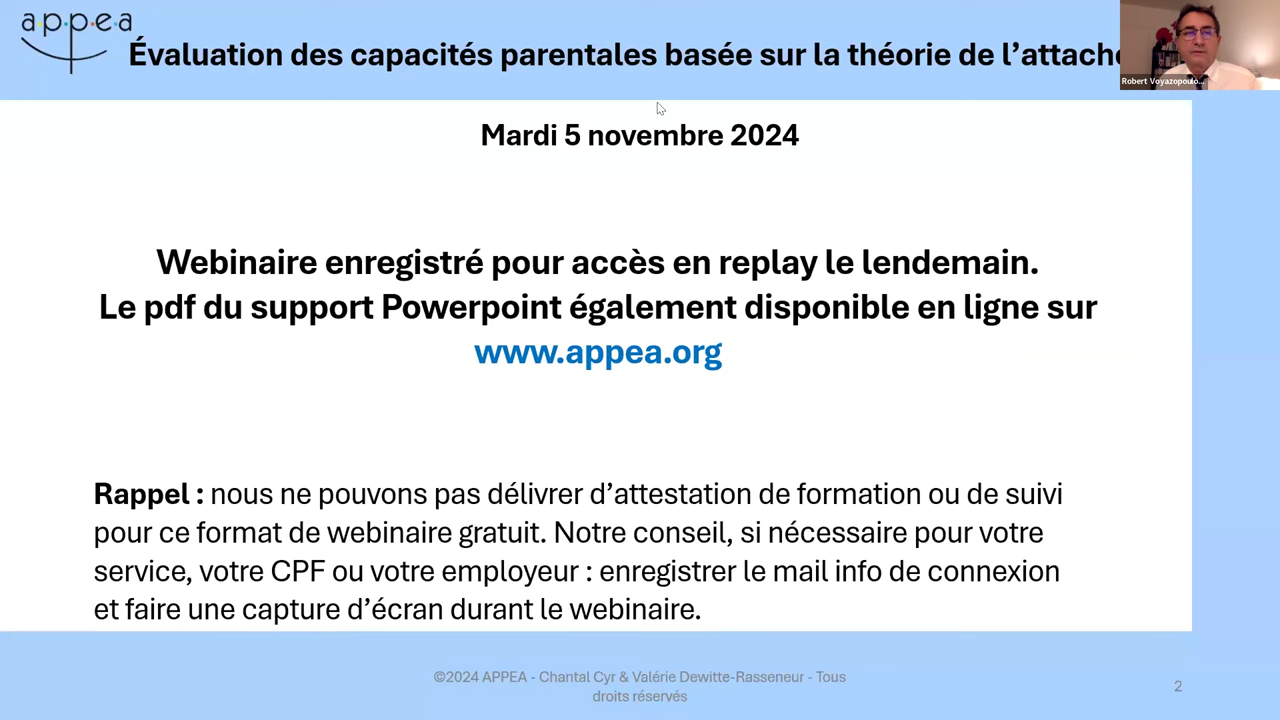 a·p·p·e·a
Évaluation des capacités parentales basée sur la théorie de l’attach
Robert Voyazopoulo...
Mardi 5 novembre 2024
Webinaire enregistré pour accès en replay le lendemain.
Le pdf du support Powerpoint également disponible en ligne sur
www.appea.org
Rappel : nous ne pouvons pas délivrer d’attestation de formation ou de suivi
pour ce format de webinaire gratuit. Notre conseil, si nécessaire pour votre
service, votre CPF ou votre employeur : enregistrer le mail info de connexion
et faire une capture d’écran durant le webinaire.
©2024 APPEA - Chantal Cyr & Valérie Dewitte-Rasseneur - Tous
droits réservés
2